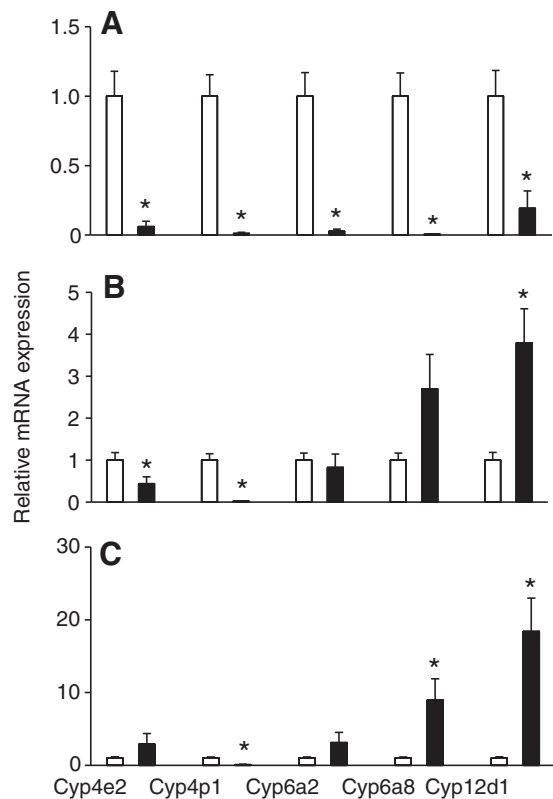 A
1.5
1.0
0.5
0
* * * * *
B
5
4
3
2
1
0
* * *
Relative mRNA expression
C
30
20
10
0
* * *
Cyp4e2 Cyp4p1 Cyp6a2 Cyp6a8 Cyp12d1